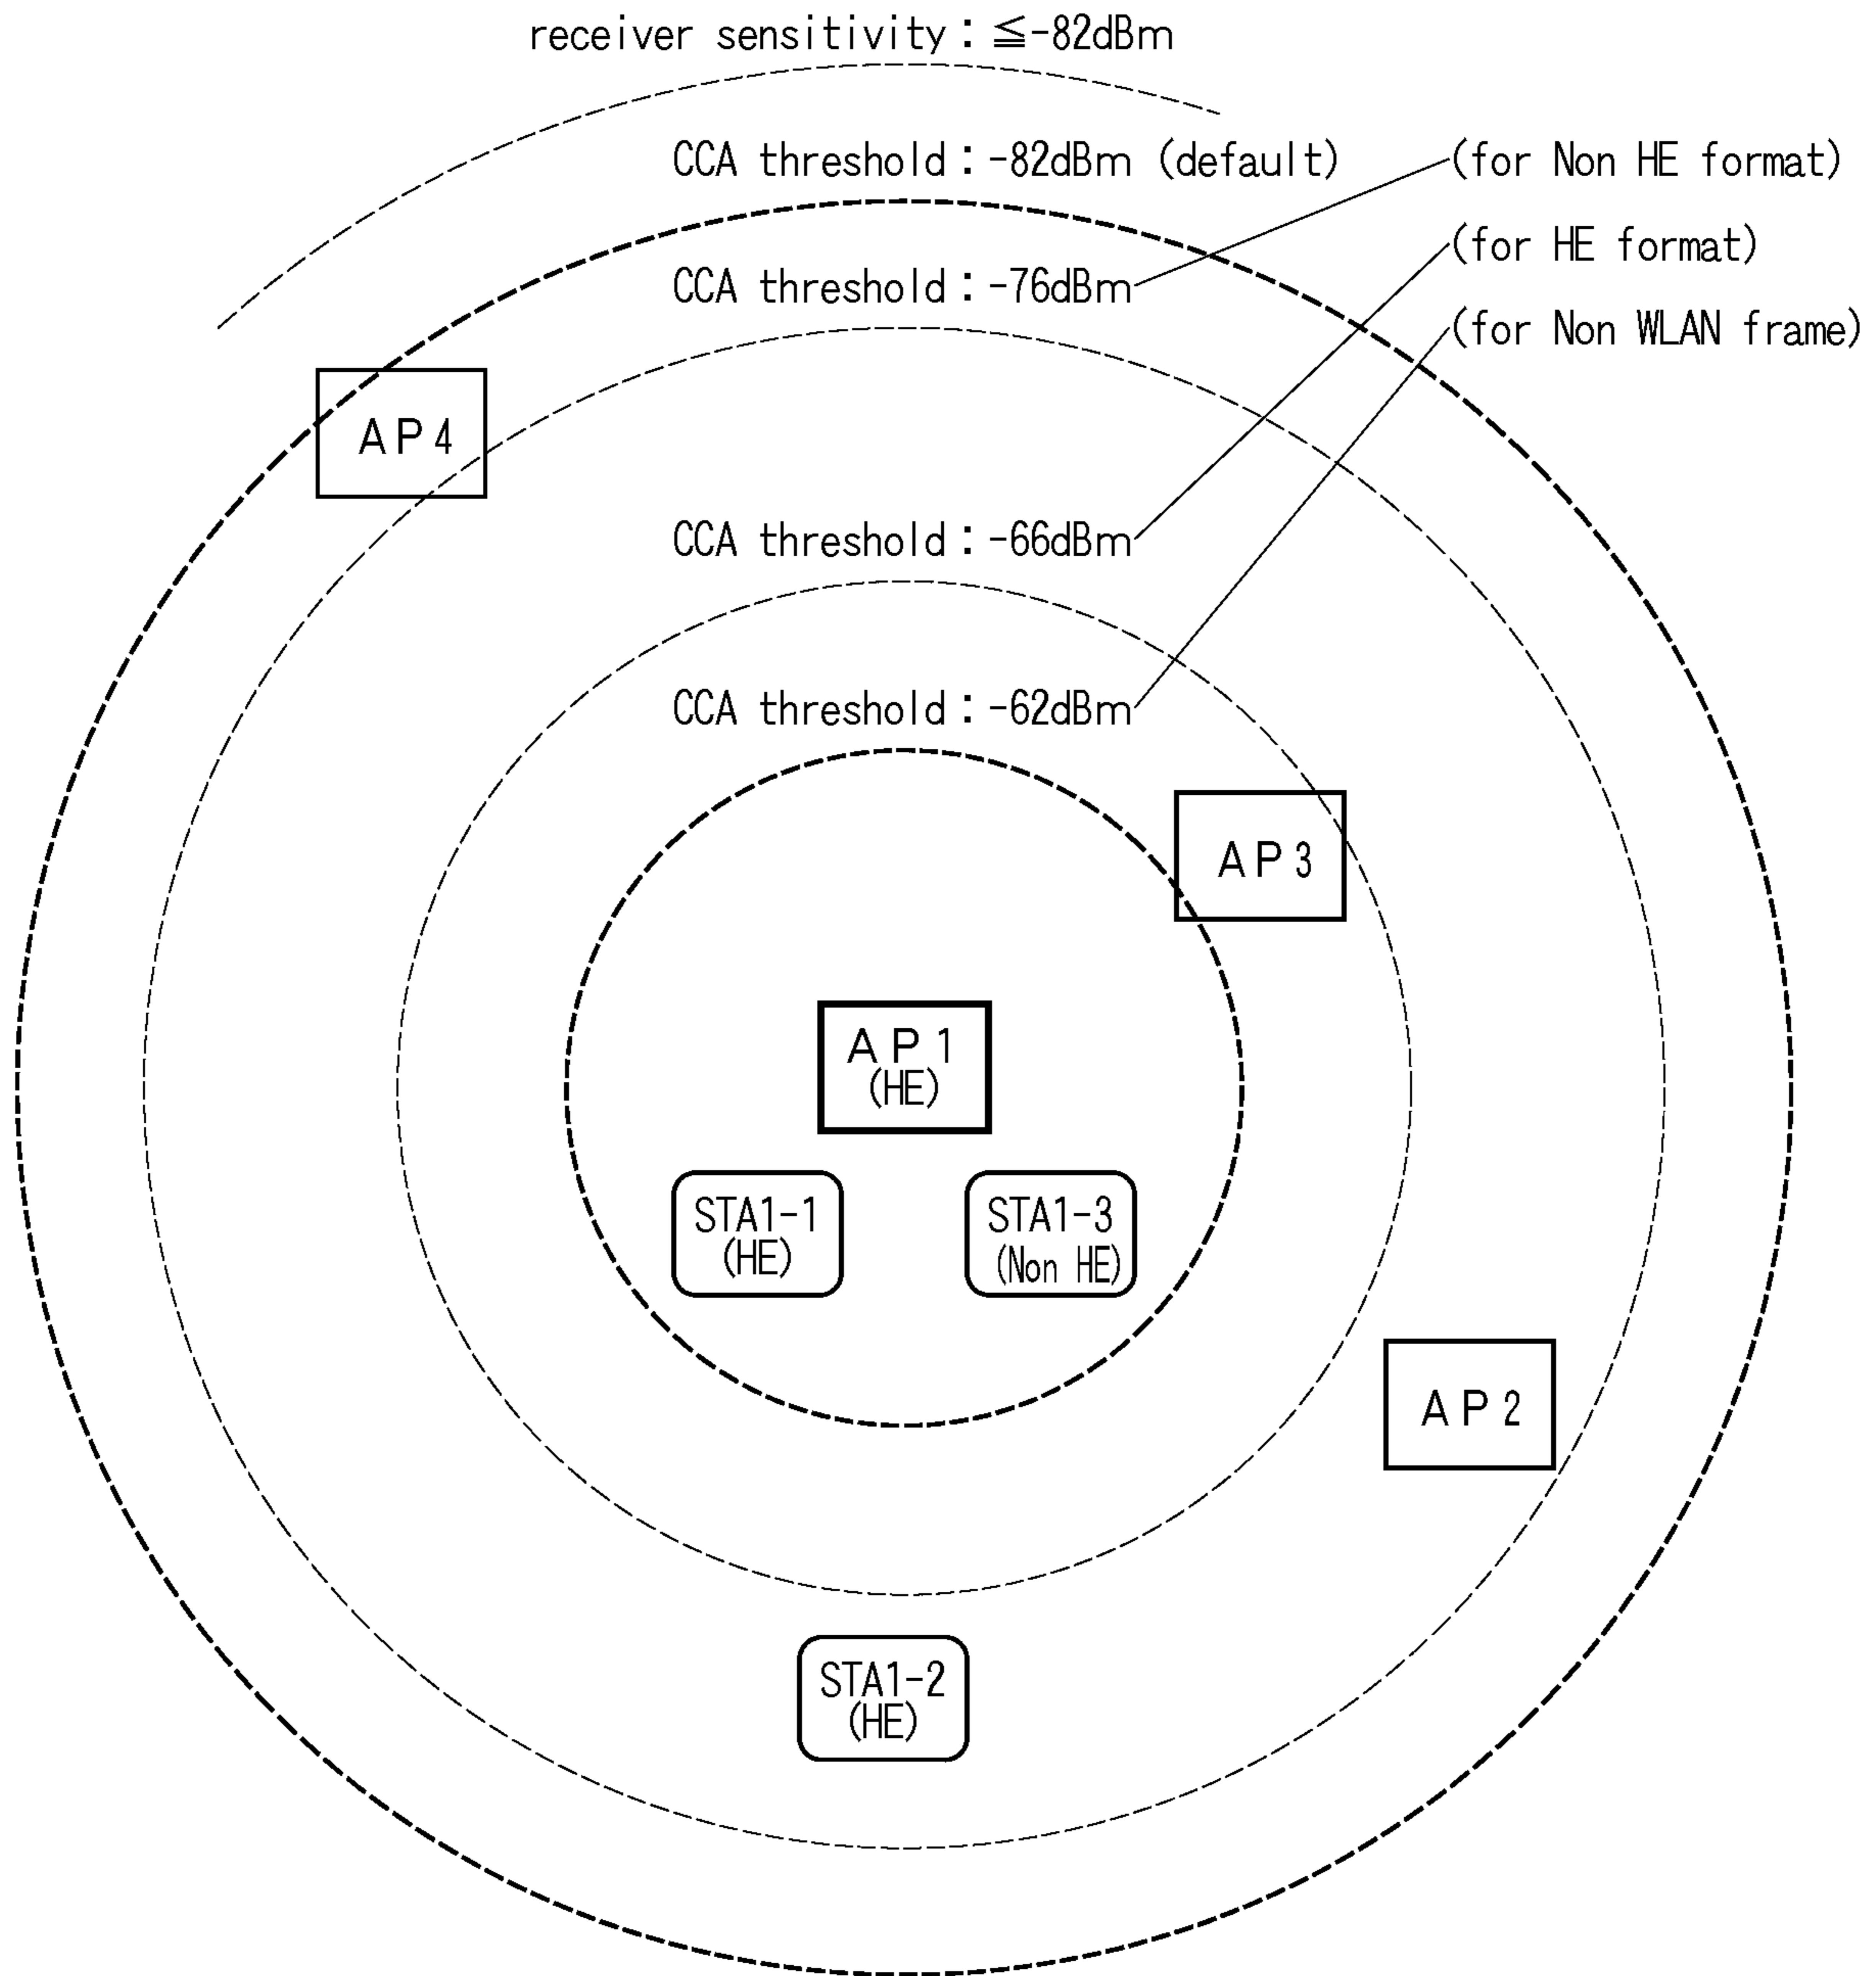 receiver sensitivity：≦-82dBm
CCA threshold：-82dBm (default)
(for Non HE format)
(for HE format)
CCA threshold：-76dBm
(for Non WLAN frame)
AP4
CCA threshold：-66dBm
CCA threshold：-62dBm
AP3
AP1
(HE)
STA1-1
(HE)
STA1-3
(Non HE)
AP2
STA1-2
(HE)